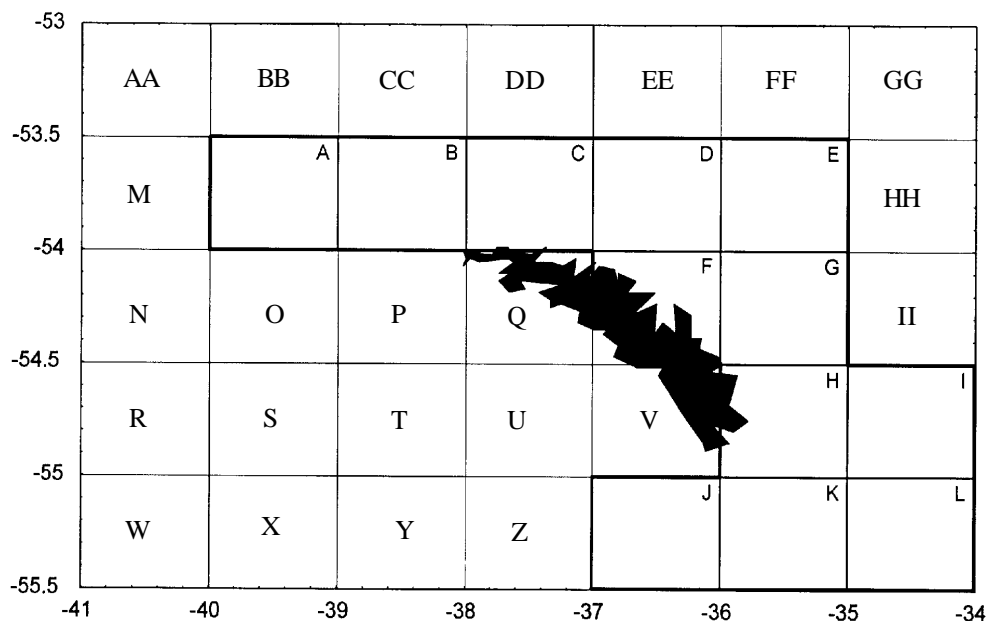 -53
AA BB CC DD EE FF GG
-53.5
A B C D E
M HH
-54
F G
N O P Q II
-54.5
H I
R S T U V
-55
J K L
W X Y Z
-55.5
-41 -40 -39 -38 -37 -36 -35 -34